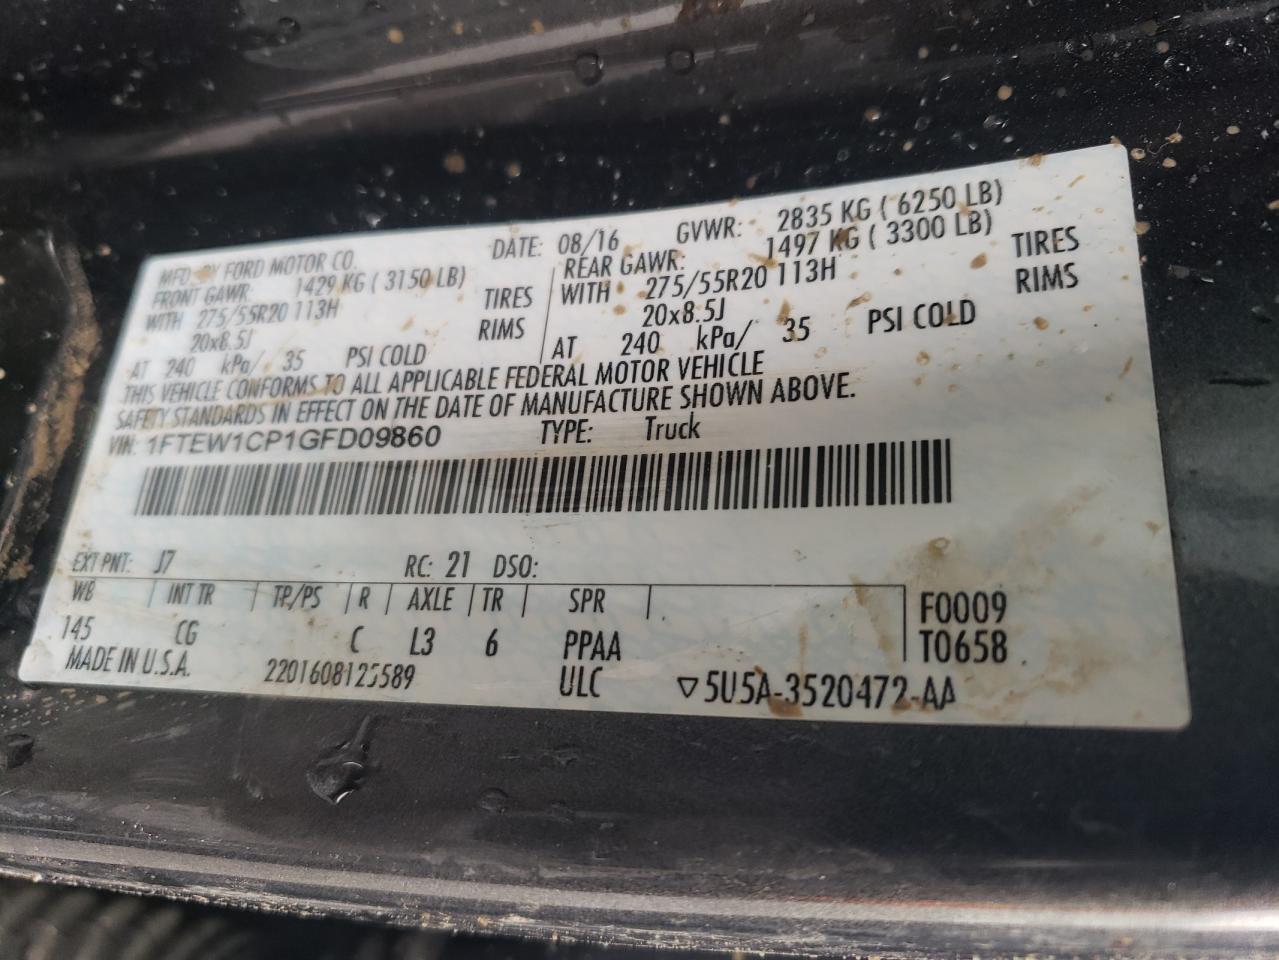 MFD. BY FORD MOTOR CO. DATE: 08/16 GVWR: 2835 KG ( 6250 LB)
FRONT GAWR: 1429 KG ( 3150 LB) REAR GAWR: 1497 KG ( 3300 LB)
WITH 275/55R20 113H TIRES WITH 275/55R20 113H TIRES
20x8.5J RIMS 20x8.5J RIMS
AT 240 kPa/ 35 PSI COLD AT 240 kPa/ 35 PSI COLD
THIS VEHICLE CONFORMS TO ALL APPLICABLE FEDERAL MOTOR VEHICLE
SAFETY STANDARDS IN EFFECT ON THE DATE OF MANUFACTURE SHOWN ABOVE.
VIN: 1FTEW1CP1GFD09860 TYPE: Truck
EXT PNT: J7 RC: 21 DSO:
WB INT TR TP/PS R AXLE TR SPR F0009
145 CG C L3 6 PPAA T0658
MADE IN U.S.A. 2201608125589 ULC ▽5U5A-3520472-AA